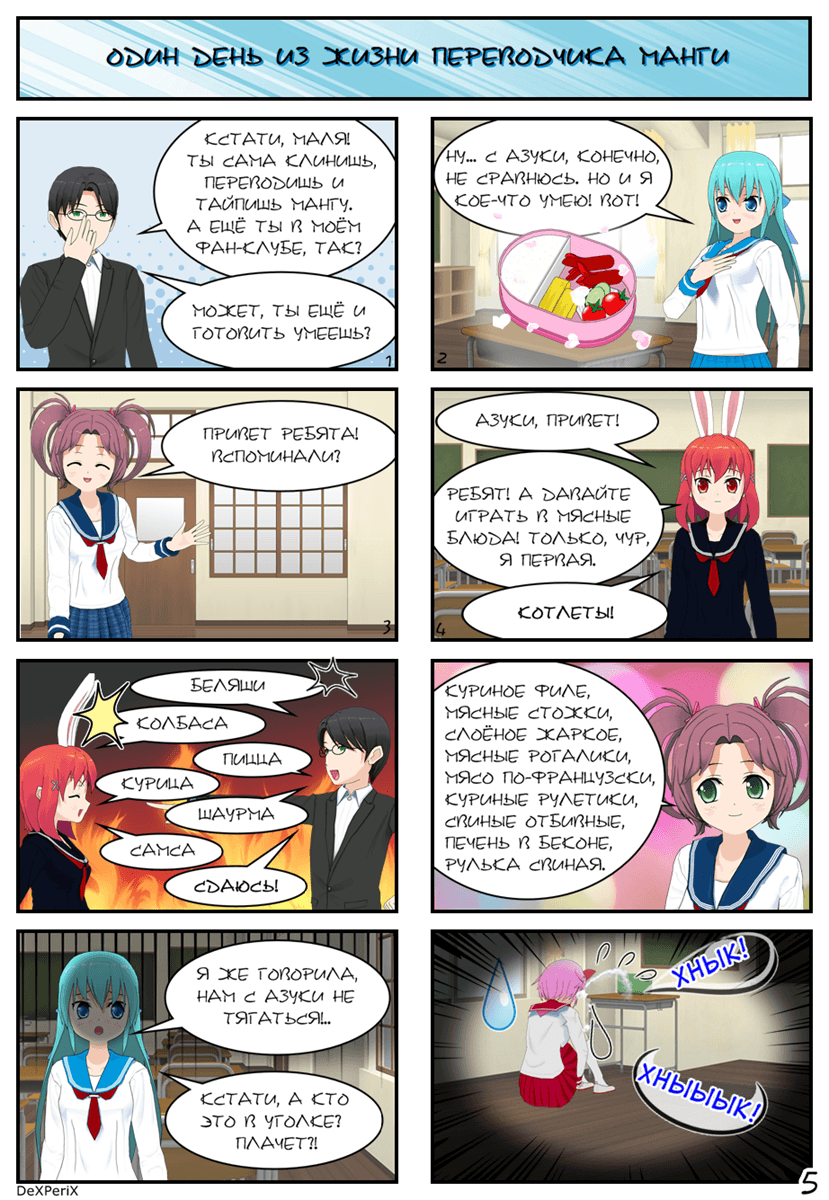 ОДИН ДЕНЬ ИЗ ЖИЗНИ ПЕРЕВОДЧИКА МАНГИ
КСТАТИ, МАЛЯ!
ТЫ САМА КЛИНИШЬ,
ПЕРЕВОДИШЬ И
ТАЙПИШЬ МАНГУ.
А ЕЩЁ ТЫ В МОЁМ
ФАН-КЛУБЕ, ТАК?
МОЖЕТ, ТЫ ЕЩЁ И
ГОТОВИТЬ УМЕЕШЬ?
1
НУ... С АЗУКИ, КОНЕЧНО,
НЕ СРАВНЮСЬ. НО И Я
КОЕ-ЧТО УМЕЮ! ВОТ!
2
ПРИВЕТ РЕБЯТА!
ВСПОМИНАЛИ?
3
АЗУКИ, ПРИВЕТ!
РЕБЯТ! А ДАВАЙТЕ
ИГРАТЬ В МЯСНЫЕ
БЛЮДА! ТОЛЬКО, ЧУР,
Я ПЕРВАЯ.
КОТЛЕТЫ!
4
БЕЛЯШИ
КОЛБАСА
ПИЦЦА
КУРИЦА
ШАУРМА
САМСА
СДАЮСЬ!
КУРИНОЕ ФИЛЕ,
МЯСНЫЕ СТОЖКИ,
СЛОЁНОЕ ЖАРКОЕ,
МЯСНЫЕ РОГАЛИКИ,
МЯСО ПО-ФРАНЦУЗСКИ,
КУРИНЫЕ РУЛЕТИКИ,
СВИНЫЕ ОТБИВНЫЕ,
ПЕЧЕНЬ В БЕКОНЕ,
РУЛЬКА СВИНАЯ.
Я ЖЕ ГОВОРИЛА,
НАМ С АЗУКИ НЕ
ТЯГАТЬСЯ!..
КСТАТИ, А КТО
ЭТО В УГОЛКЕ?
ПЛАЧЕТ?!
ХНЫК!
ХНЫЫЫК!
DeXPeriX
5